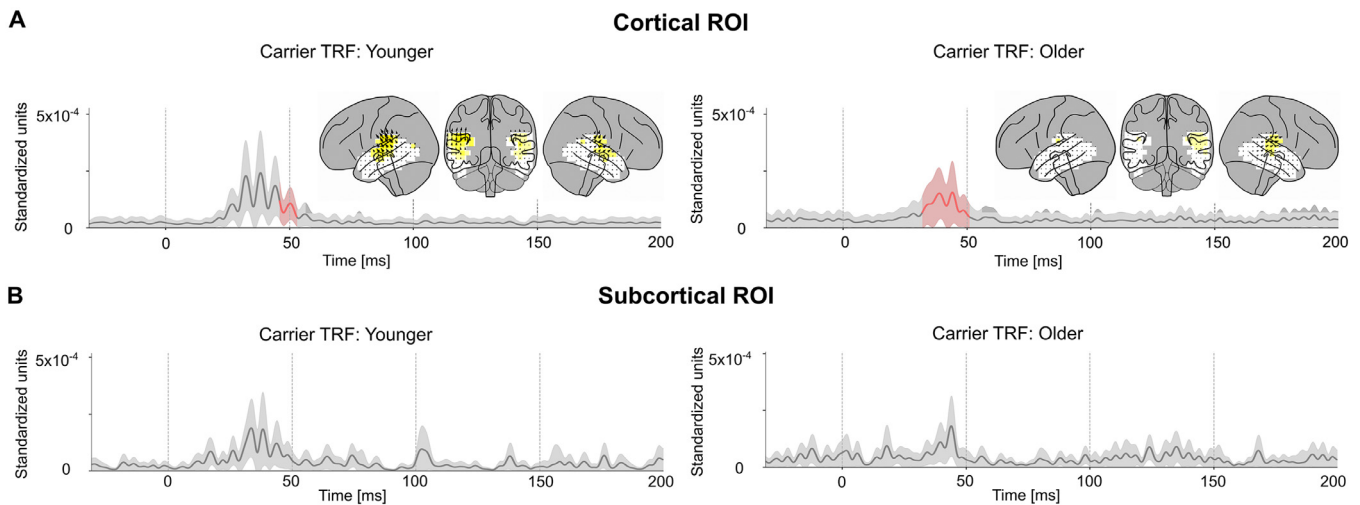 A
Cortical ROI
Carrier TRF: Younger
Carrier TRF: Older
Standardized units
5x10-4
0
0
50
100
150
200
Time [ms]
Standardized units
5x10-4
0
0
50
100
150
200
Time [ms]
B
Subcortical ROI
Carrier TRF: Younger
Carrier TRF: Older
Standardized units
5x10-4
0
0
50
100
150
200
Time [ms]
Standardized units
5x10-4
0
0
50
100
150
200
Time [ms]